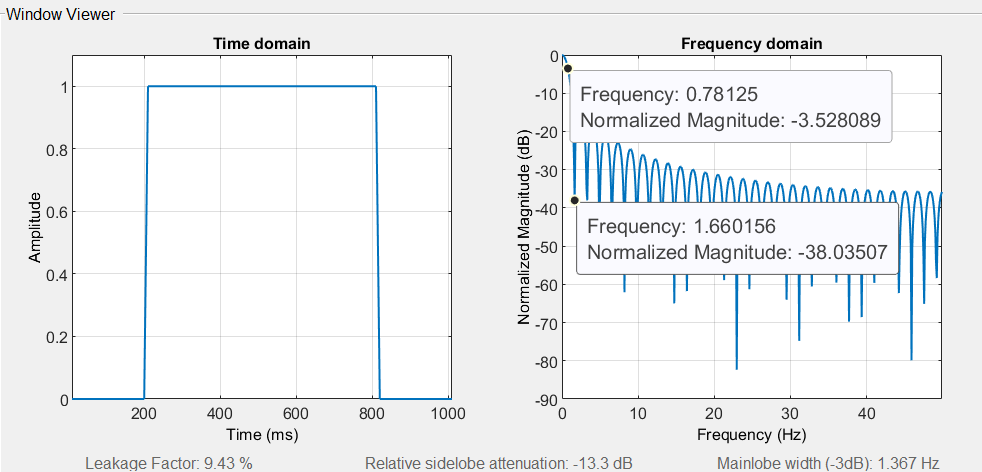 Window Viewer
Time domain
1
0.8
0.6
0.4
0.2
0
Amplitude
200
400
600
800
1000
Time (ms)
Frequency domain
0
-10
-20
-30
-40
-50
-60
-70
-80
-90
Normalized Magnitude (dB)
Frequency: 0.78125
Normalized Magnitude: -3.528089
Frequency: 1.660156
Normalized Magnitude: -38.03507
0
10
20
30
40
Frequency (Hz)
Leakage Factor: 9.43 %
Relative sidelobe attenuation: -13.3 dB
Mainlobe width (-3dB): 1.367 Hz